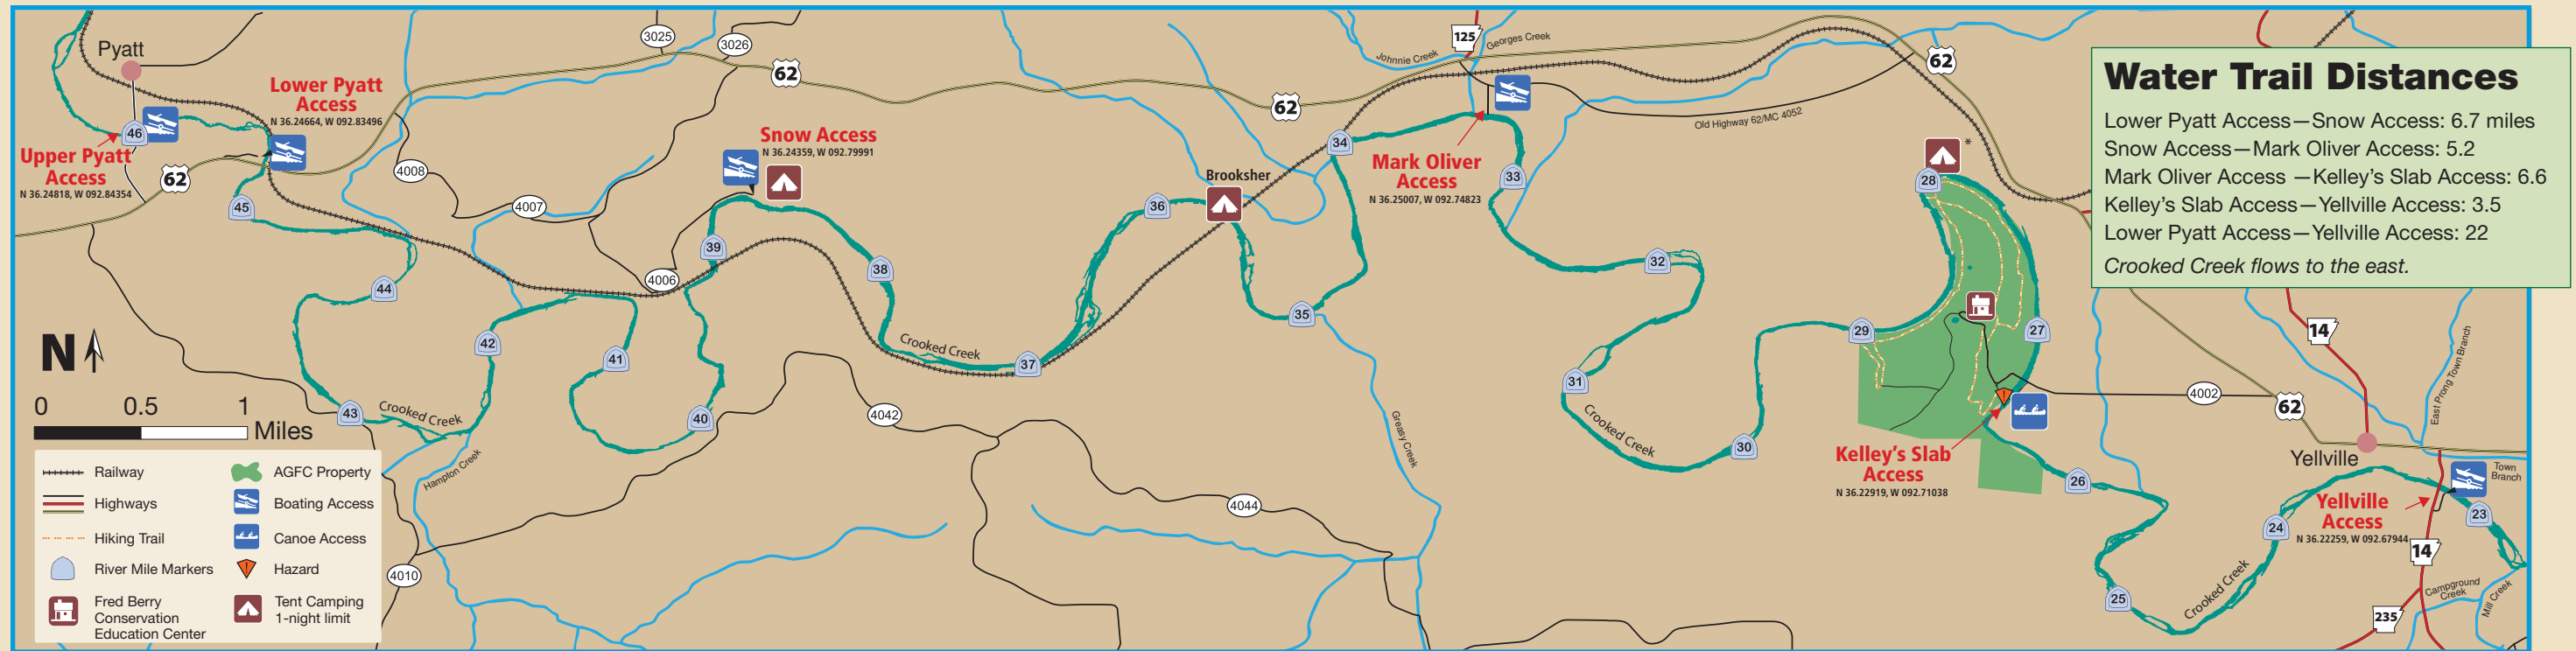 Pyatt
Lower Pyatt
Access
N 36.24664, W 092.83496
46
Upper Pyatt
Access
N 36.24818, W 092.84354
62
45
44
43
Crooked Creek
42
Hampton Creek
41
40
39
4008
4007
4006
4010
3025
3026
62
Snow Access
N 36.24359, W 092.79991
38
Crooked Creek
37
36
Brooksher
35
34
4042
4044
Greasy Creek
62
125
Johnnie Creek
Georges Creek
Mark Oliver
Access
N 36.25007, W 092.74823
33
Old Highway 62/MC 4052
32
31
Crooked Creek
30
29
28
*
62
27
Kelley's Slab
Access
N 36.22919, W 092.71038
26
4002
62
25
Crooked Creek
24
14
East Prong Town Branch
Yellville
Town
Branch
Yellville
Access
N 36.22259, W 092.67944
23
14
235
Campground
Creek
Mill Creek
Water Trail Distances
Lower Pyatt Access—Snow Access: 6.7 miles
Snow Access—Mark Oliver Access: 5.2
Mark Oliver Access —Kelley's Slab Access: 6.6
Kelley's Slab Access—Yellville Access: 3.5
Lower Pyatt Access—Yellville Access: 22
Crooked Creek flows to the east.
N
0 0.5 1
Miles
Railway
Highways
Hiking Trail
River Mile Markers
Fred Berry
Conservation
Education Center
AGFC Property
Boating Access
Canoe Access
Hazard
Tent Camping
1-night limit